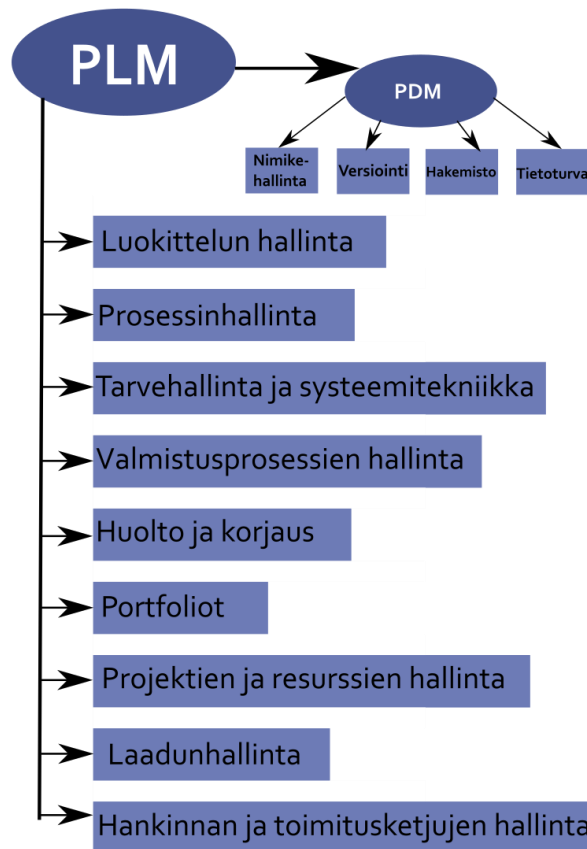 PLM
PDM
Nimike-
hallinta
Versiointi
Hakemisto
Tietoturva
Luokittelun hallinta
Prosessinhallinta
Tarvehallinta ja systeemitekniikka
Valmistusprosessien hallinta
Huolto ja korjaus
Portfoliot
Projektien ja resurssien hallinta
Laadunhallinta
Hankinnan ja toimitusketjujen hallinta